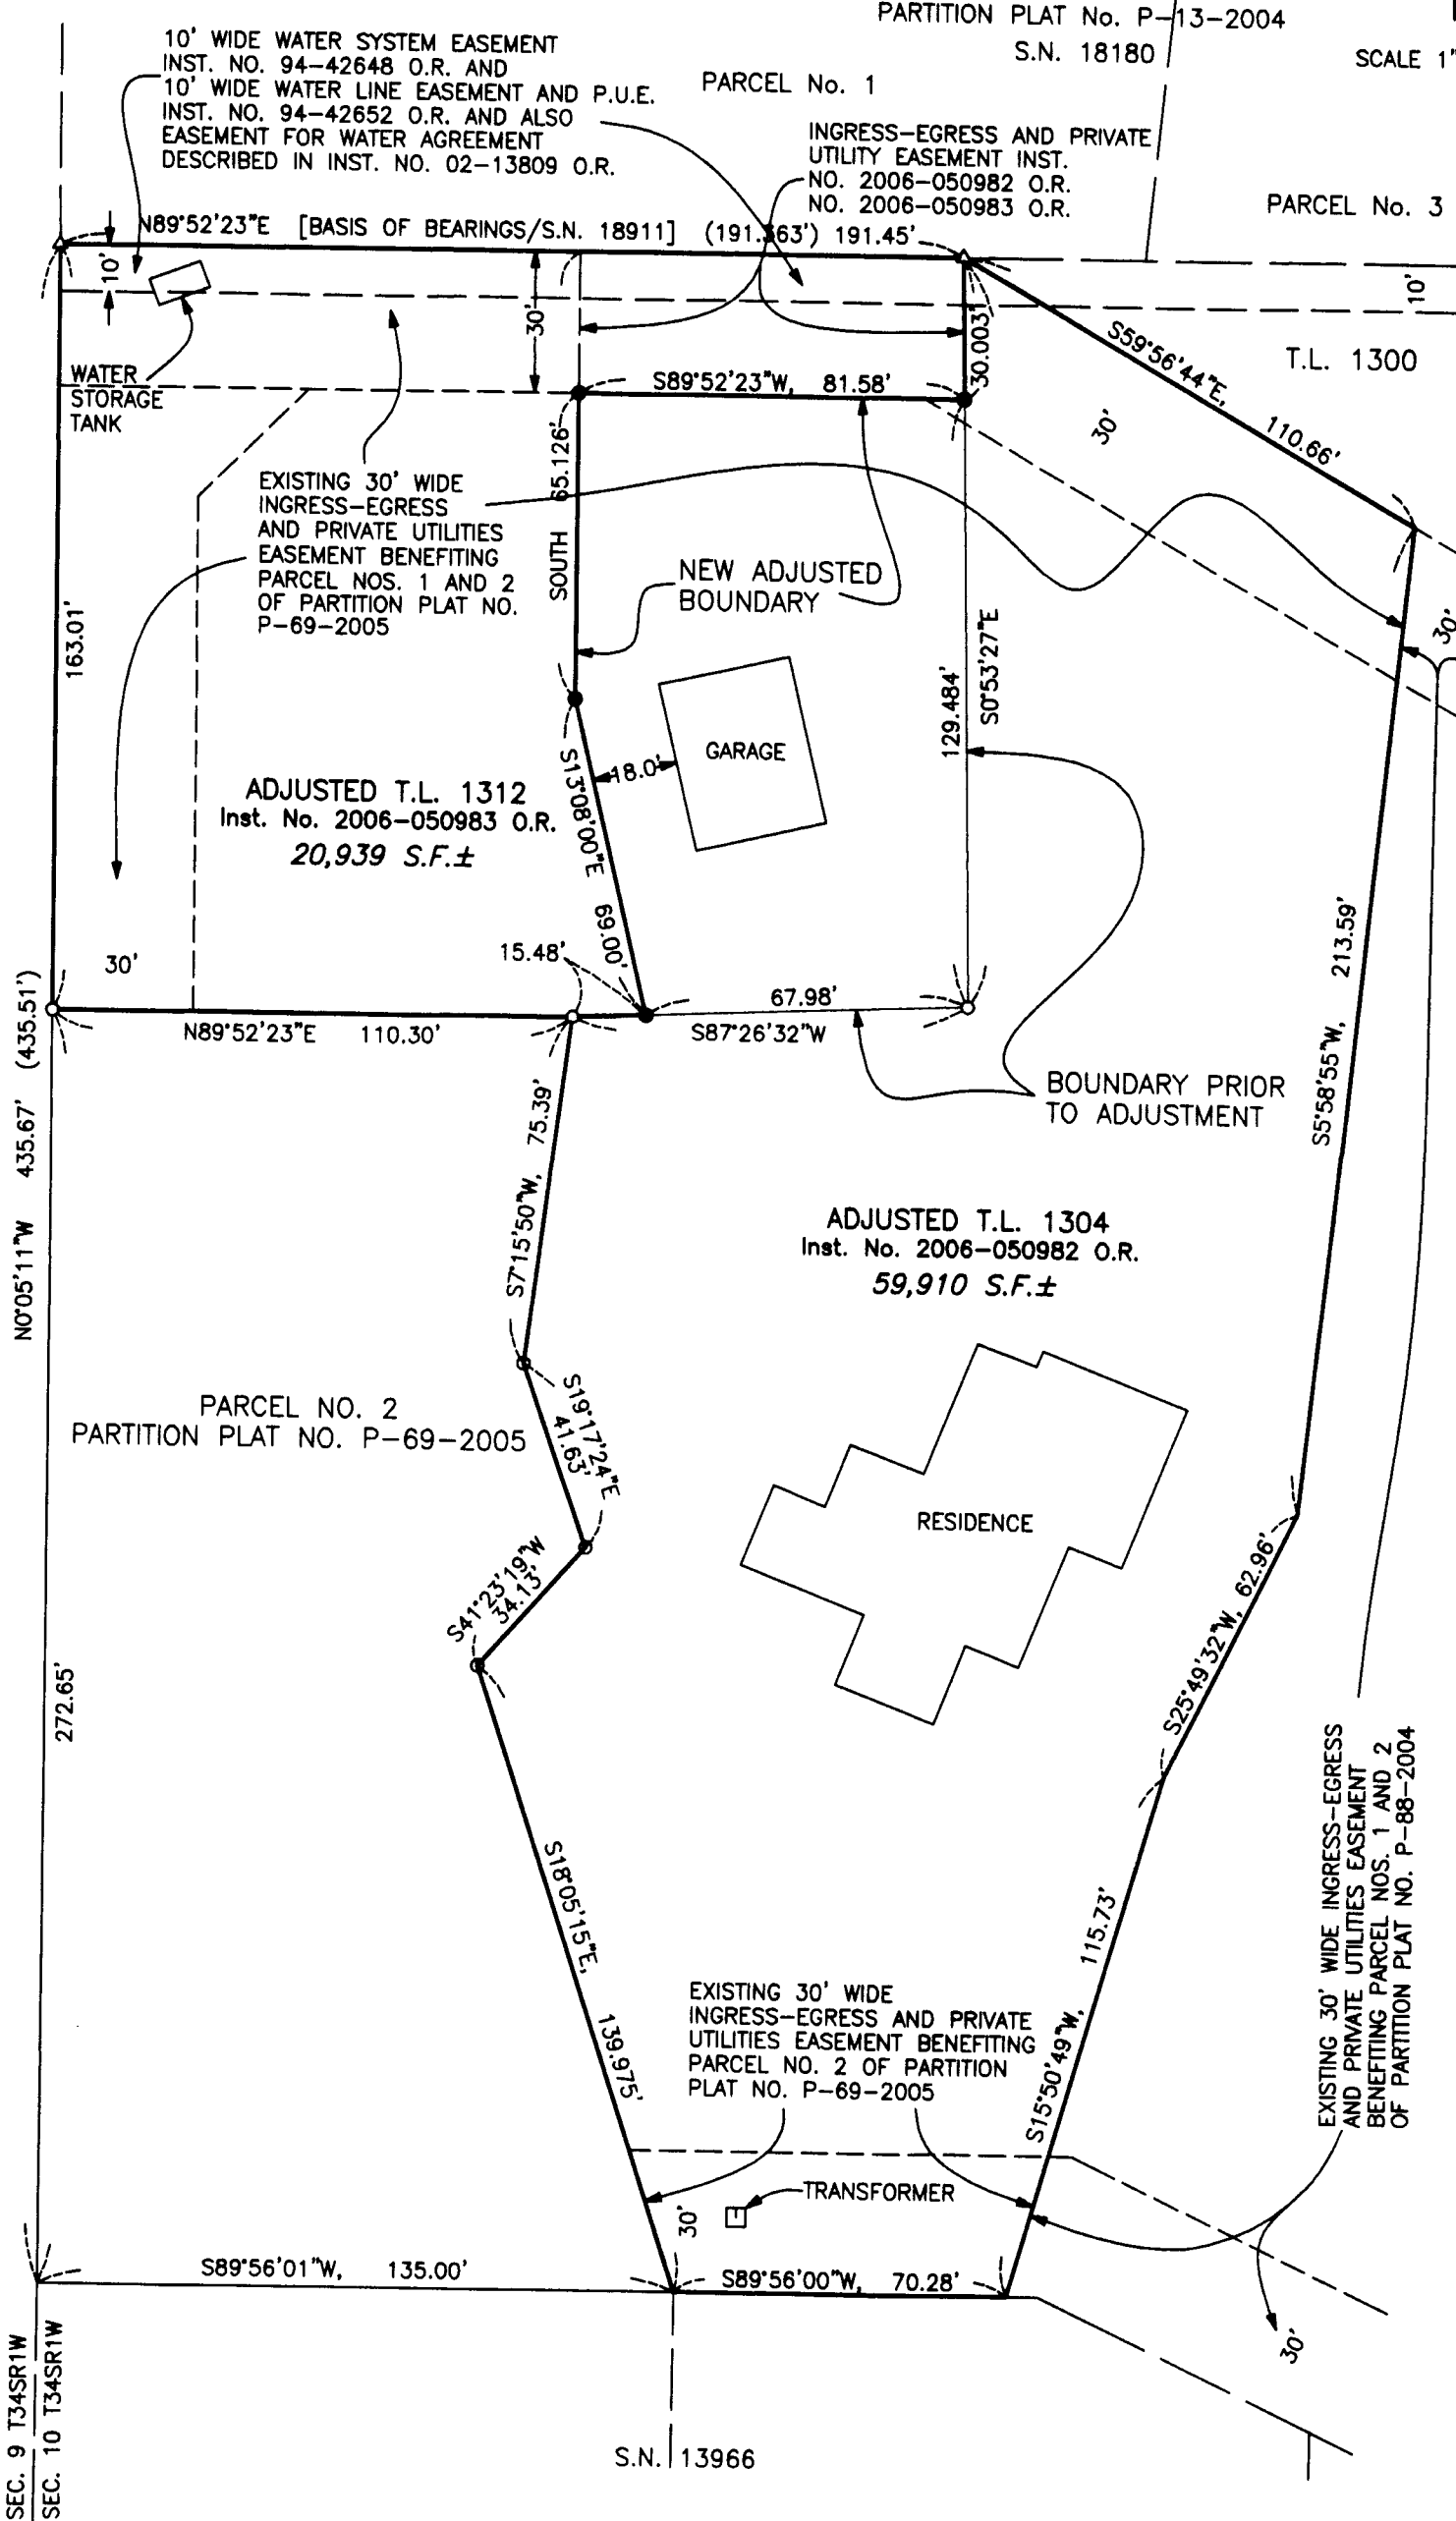 PARTITION PLAT No. P-13-2004
S.N. 18180
SCALE 1"
10' WIDE WATER SYSTEM EASEMENT
INST. NO. 94-42648 O.R. AND
10' WIDE WATER LINE EASEMENT AND P.U.E.
INST. NO. 94-42652 O.R. AND ALSO
EASEMENT FOR WATER AGREEMENT
DESCRIBED IN INST. NO. 02-13809 O.R.
PARCEL No. 1
INGRESS-EGRESS AND PRIVATE
UTILITY EASEMENT INST.
NO. 2006-050982 O.R.
NO. 2006-050983 O.R.
PARCEL No. 3
N89°52'23"E [BASIS OF BEARINGS/S.N. 18911] (191.363') 191.45'
10'
10'
30'
30.003'
S59°56'44"E,
110.66'
T.L. 1300
WATER
STORAGE
TANK
S89°52'23"W, 81.58'
30'
SOUTH 65.126'
EXISTING 30' WIDE
INGRESS-EGRESS
AND PRIVATE UTILITIES
EASEMENT BENEFITING
PARCEL NOS. 1 AND 2
OF PARTITION PLAT NO.
P-69-2005
NEW ADJUSTED
BOUNDARY
163.01'
129.484'
S0°53'27"E
30'
GARAGE
18.0'
S13°08'00"E 69.00'
ADJUSTED T.L. 1312
Inst. No. 2006-050983 O.R.
20,939 S.F.±
30'
15.48'
67.98'
S87°26'32"W
N89°52'23"E 110.30'
S5°58'55"W, 213.59'
N0°05'11"W 435.67' (435.51')
BOUNDARY PRIOR
TO ADJUSTMENT
S7°15'50"W, 75.39'
ADJUSTED T.L. 1304
Inst. No. 2006-050982 O.R.
59,910 S.F.±
PARCEL NO. 2
PARTITION PLAT NO. P-69-2005
S19°17'24"E
41.63'
RESIDENCE
S41°23'19"W
34.13'
S25°49'32"W, 62.96'
272.65'
S18°05'15"E, 139.975'
S15°50'49"W, 115.73'
EXISTING 30' WIDE
INGRESS-EGRESS AND PRIVATE
UTILITIES EASEMENT BENEFITING
PARCEL NO. 2 OF PARTITION
PLAT NO. P-69-2005
EXISTING 30' WIDE INGRESS-EGRESS
AND PRIVATE UTILITIES EASEMENT
BENEFITING PARCEL NOS. 1 AND 2
OF PARTITION PLAT NO. P-88-2004
TRANSFORMER
30'
S89°56'01"W, 135.00'
S89°56'00"W, 70.28'
30'
SEC. 9 T34SR1W
SEC. 10 T34SR1W
S.N. 13966